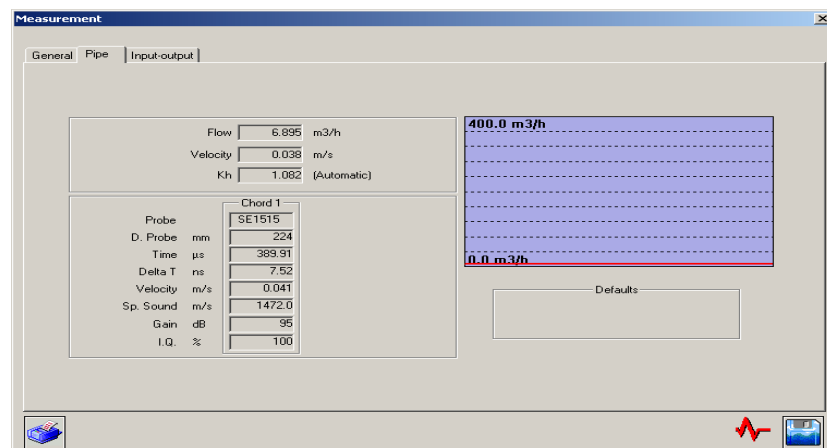 Measurement
General Pipe Input-output
Flow 6.895 m3/h
Velocity 0.038 m/s
Kh 1.082 (Automatic)
Chord 1
Probe SE1515
D. Probe mm 224
Time µs 389.91
Delta T ns 7.52
Velocity m/s 0.041
Sp. Sound m/s 1472.0
Gain dB 95
I.Q. % 100
400.0 m3/h
0.0 m3/h
Defaults